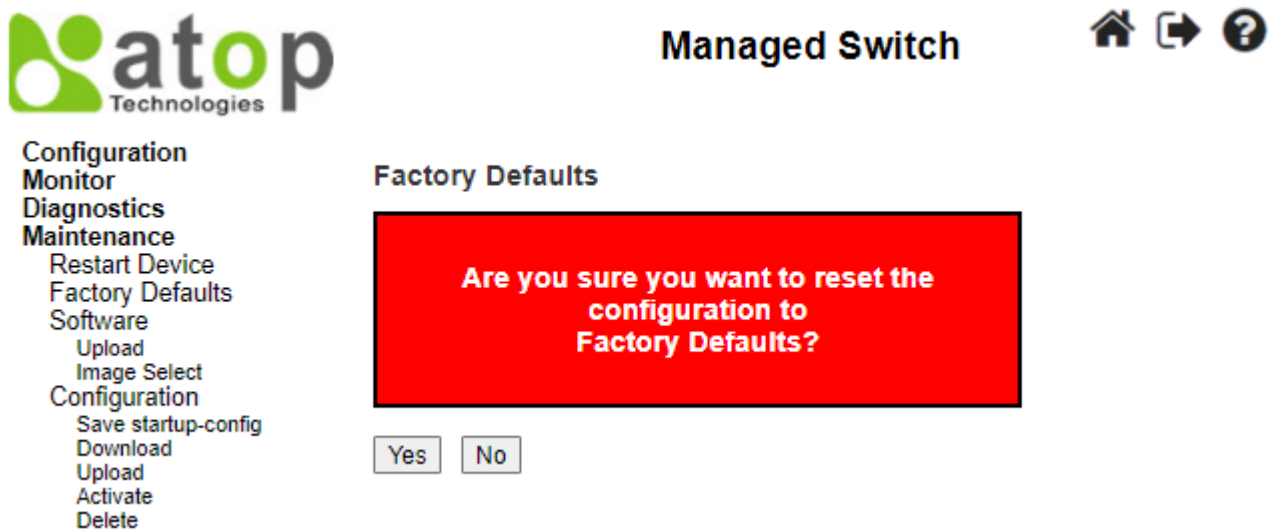 atop
Technologies
Managed Switch
Configuration
Monitor
Diagnostics
Maintenance
Restart Device
Factory Defaults
Software
Upload
Image Select
Configuration
Save startup-config
Download
Upload
Activate
Delete
Factory Defaults
Are you sure you want to reset the
configuration to
Factory Defaults?
Yes No